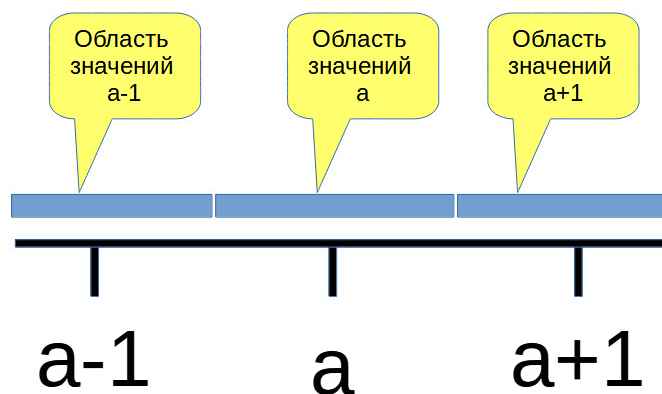 Область
значений
a-1
Область
значений
a
Область
значений
a+1
a-1
a
a+1